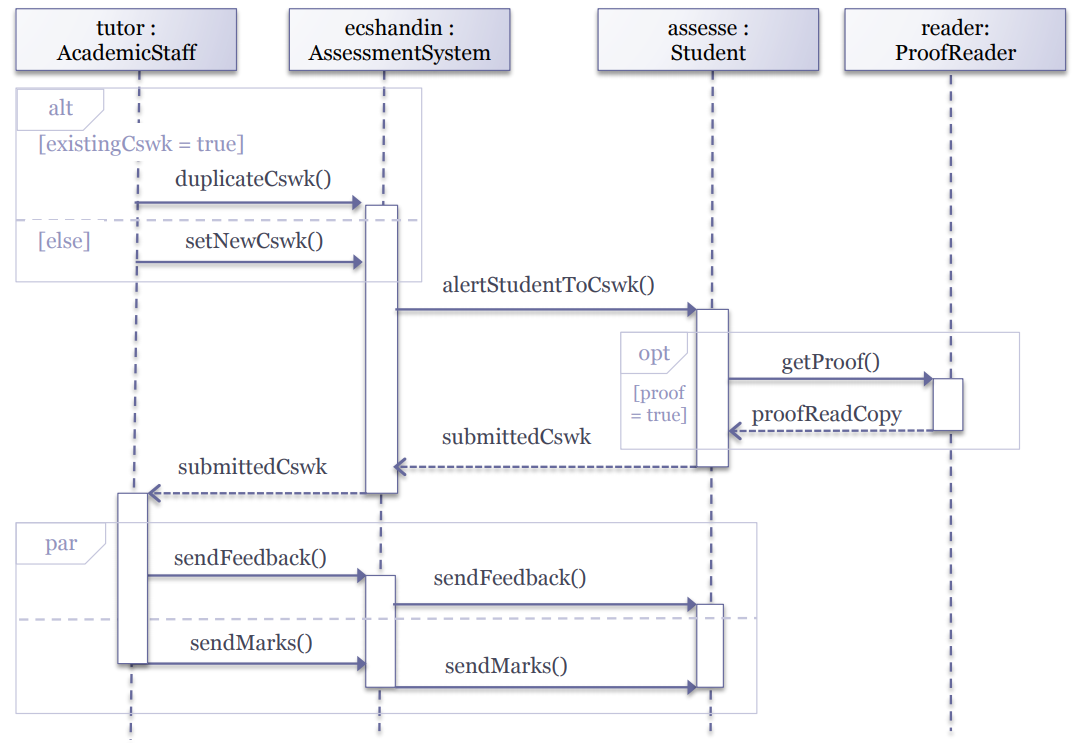 tutor :
AcademicStaff
ecshandin :
AssessmentSystem
assesse :
Student
reader:
ProofReader
alt
[existingCswk = true]
duplicateCswk()
[else]
setNewCswk()
alertStudentToCswk()
opt
getProof()
[proof
= true]
proofReadCopy
submittedCswk
submittedCswk
par
sendFeedback()
sendFeedback()
sendMarks()
sendMarks()